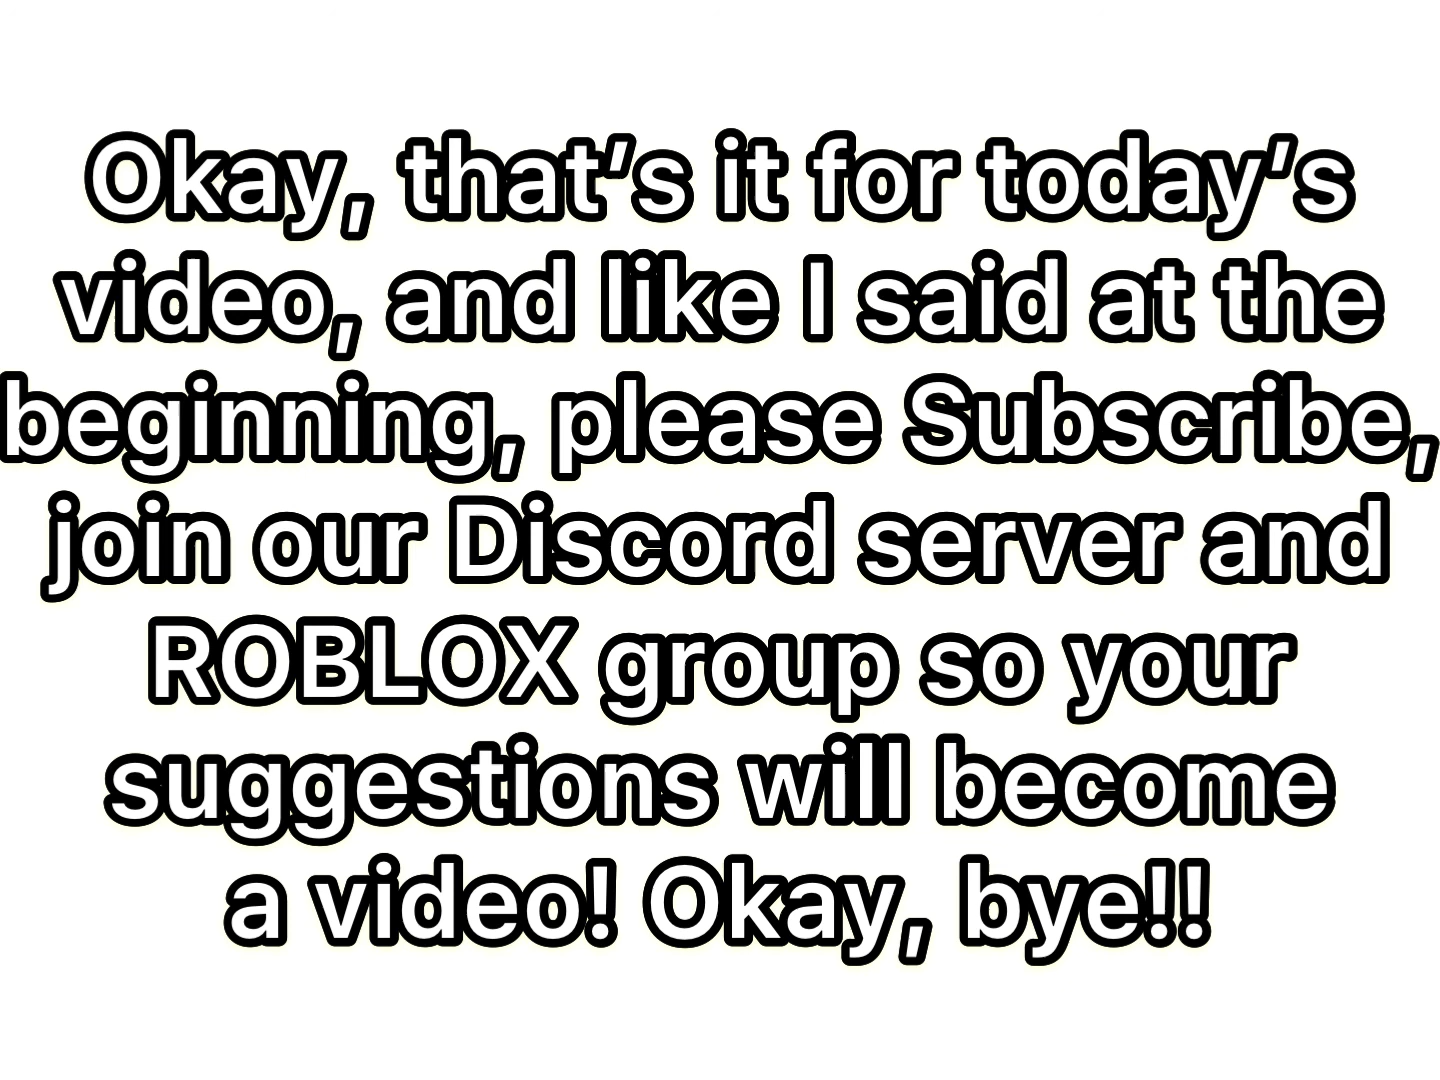 Okay, that’s it for today’s
video, and like I said at the
beginning, please Subscribe,
join our Discord server and
ROBLOX group so your
suggestions will become
a video! Okay, bye!!